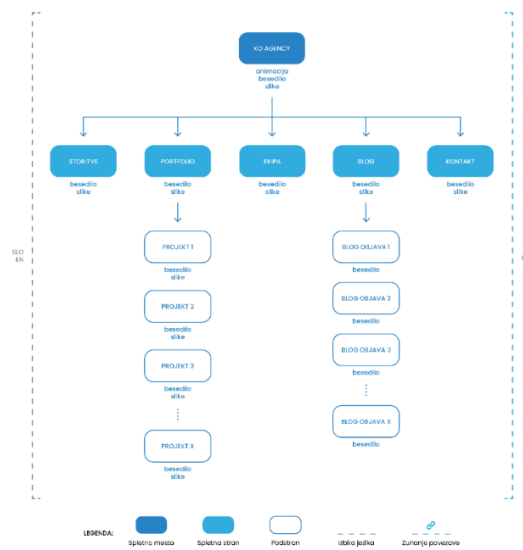 KO AGENCY
animacija
besedilo
slike
STORITVE
PORTFOLIO
EKIPA
BLOG
KONTAKT
besedilo
slike
besedilo
slike
besedilo
slike
besedilo
slike
besedilo
slike
SLO
EN
PROJEKT 1
BLOG OBJAVA 1
besedilo
slike
besedilo
PROJEKT 2
BLOG OBJAVA 2
besedilo
slike
besedilo
PROJEKT 3
BLOG OBJAVA 3
besedilo
slike
besedilo
PROJEKT X
BLOG OBJAVA X
besedilo
slike
besedilo
LEGENDA:
Spletno mesto
Spletna stran
Podstran
Izbira jezika
Zunanje povezave